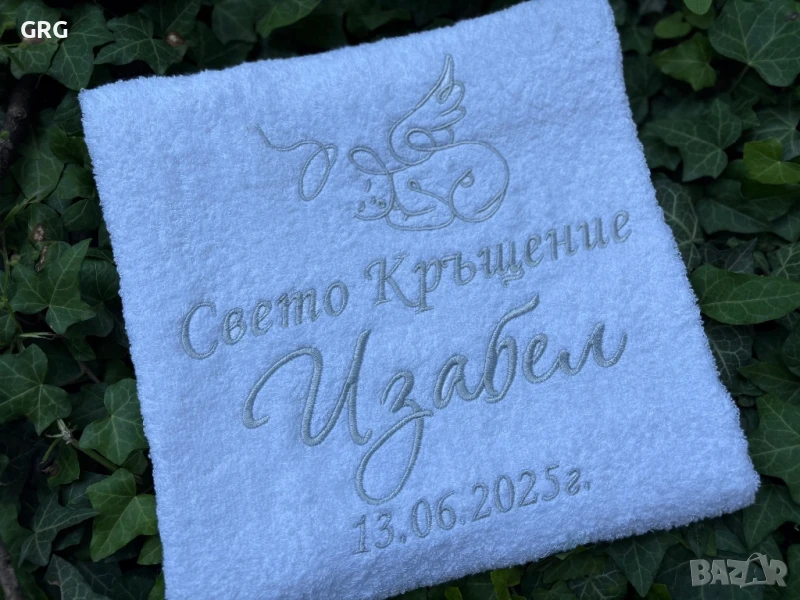 GRG
Свето Кръщение
Изабел
13.06.2025г.
BAZAR